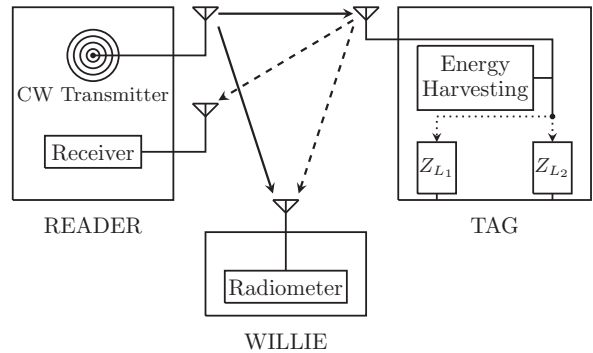 CW Transmitter
Receiver
READER
Energy
Harvesting
Z_{L_1}
Z_{L_2}
TAG
Radiometer
WILLIE